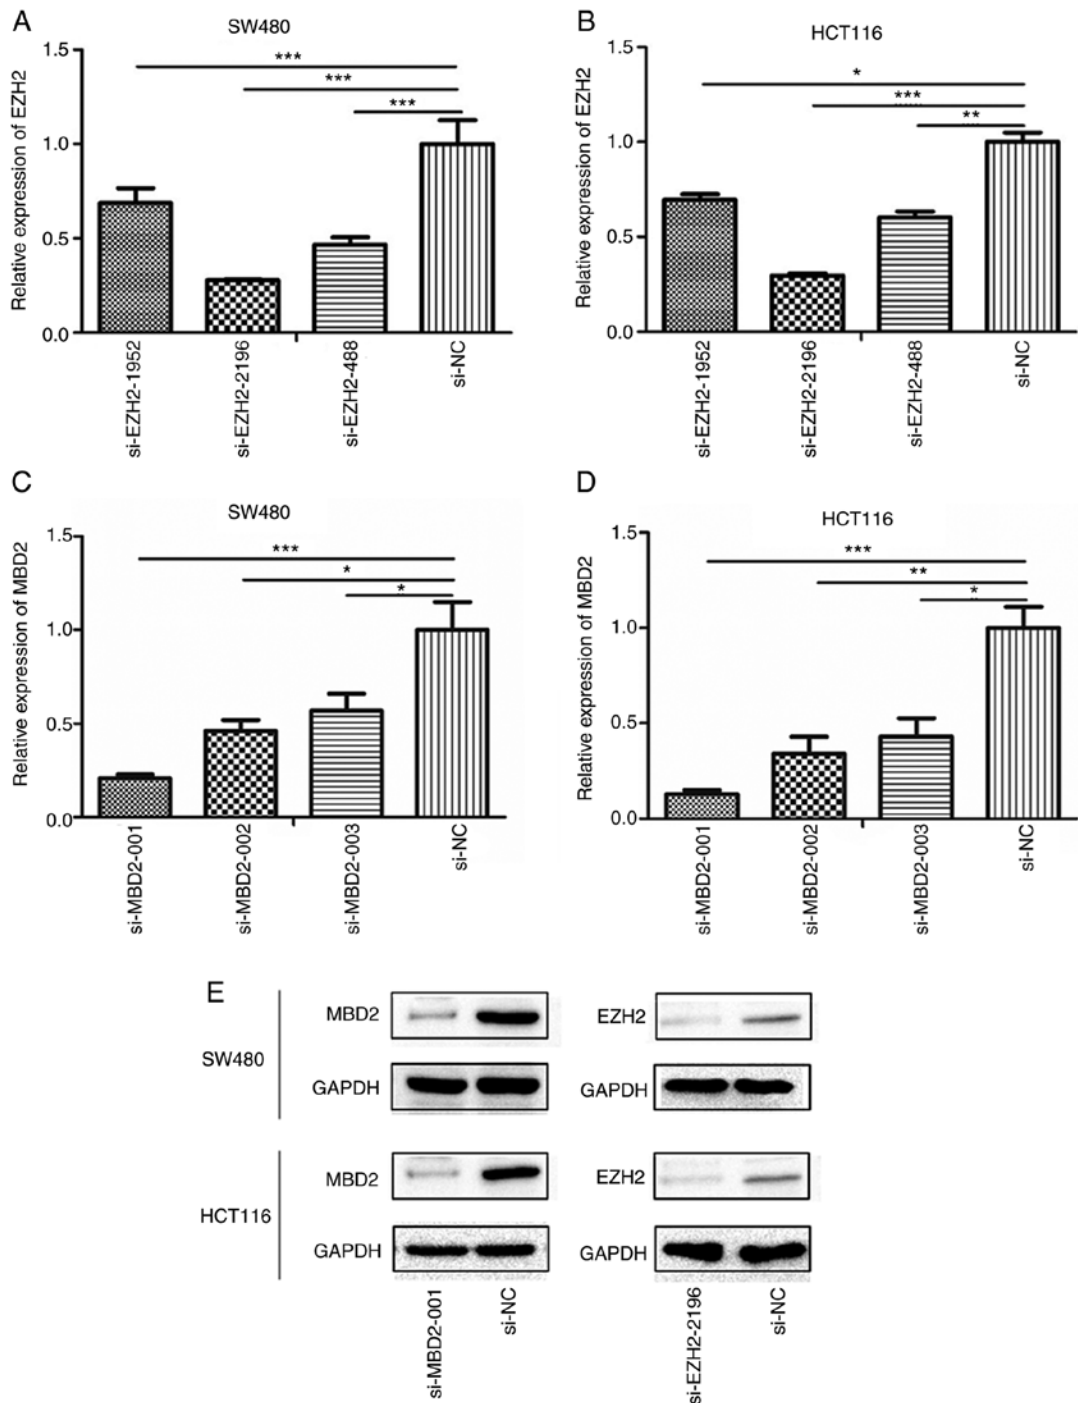 A
SW480
Relative expression of EZH2
1.5
1.0
0.5
0.0
***
***
***
si-EZH2-1952
si-EZH2-2196
si-EZH2-488
si-NC
B
HCT116
Relative expression of EZH2
1.5
1.0
0.5
0.0
*
***
**
si-EZH2-1952
si-EZH2-2196
si-EZH2-488
si-NC
C
SW480
Relative expression of MBD2
1.5
1.0
0.5
0.0
***
*
*
si-MBD2-001
si-MBD2-002
si-MBD2-003
si-NC
D
HCT116
Relative expression of MBD2
1.5
1.0
0.5
0.0
***
**
*
si-MBD2-001
si-MBD2-002
si-MBD2-003
si-NC
E
SW480
MBD2
EZH2
GAPDH
GAPDH
HCT116
MBD2
EZH2
GAPDH
GAPDH
si-MBD2-001
si-NC
si-EZH2-2196
si-NC